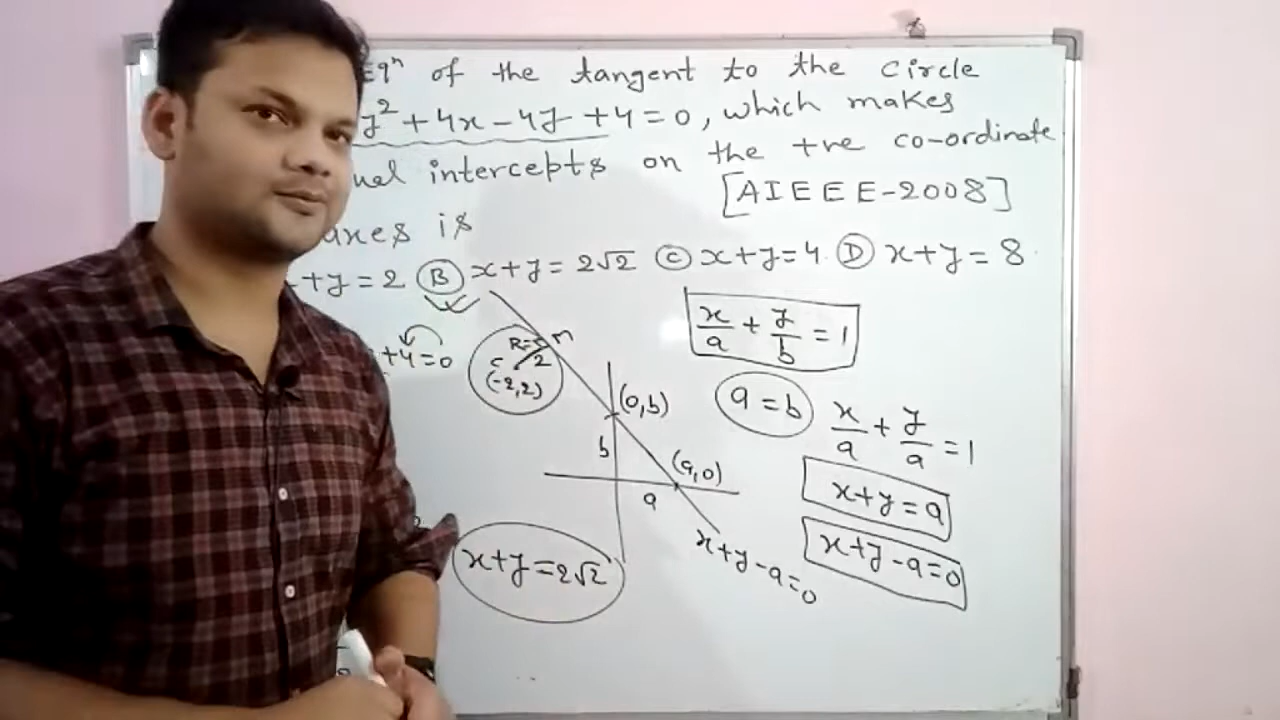 Eqⁿ of the tangent to the circle
y² + 4x - 4y + 4 = 0, which makes
intercepts on the +ve co-ordinate
axes is
[AIEEE-2008]
+ y = 2 Ⓑ x + y = 2√2 Ⓒ x + y = 4 Ⓓ x + y = 8
+4=0
M
R=
2
C
(-2,2)
(0,b)
b
(a,0)
a
x+y-a=0
x/a + y/b = 1
a = b
x/a + y/a = 1
x+y=a
x+y-a=0
x+y=2√2